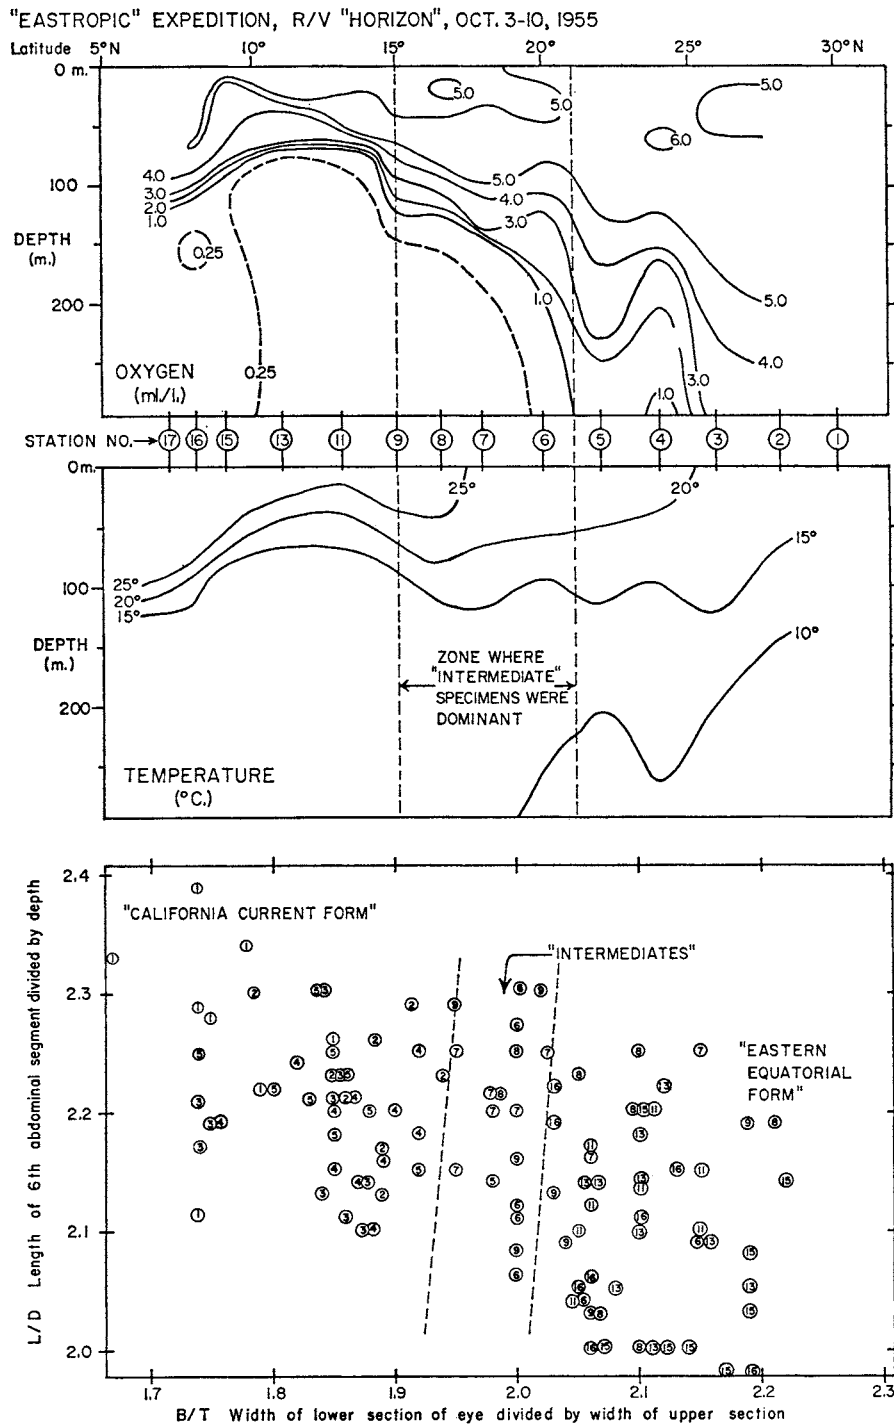 "EASTROPIC" EXPEDITION, R/V "HORIZON", OCT. 3-10, 1955
Latitude 5°N 10° 15° 20° 25° 30°N
0 m.
5.0 5.0 5.0
6.0
4.0
3.0
2.0
1.0
100
5.0
4.0
3.0
DEPTH
(m.)
0.25
200
1.0
5.0
4.0
0.25
3.0
1.0
OXYGEN
(ml/l.)
STATION NO. 17 16 15 13 11 9 8 7 6 5 4 3 2 1
0 m.
25° 20°
15°
25°
20°
15°
100
10°
DEPTH
(m.)
ZONE WHERE
"INTERMEDIATE"
SPECIMENS WERE
DOMINANT
200
TEMPERATURE
(°C.)
2.4
2.3
2.2
2.1
2.0
L/D Length of 6th abdominal segment divided by depth
"CALIFORNIA CURRENT FORM"
"INTERMEDIATES"
"EASTERN
EQUATORIAL
FORM"
1.7 1.8 1.9 2.0 2.1 2.2 2.3
B/T Width of lower section of eye divided by width of upper section